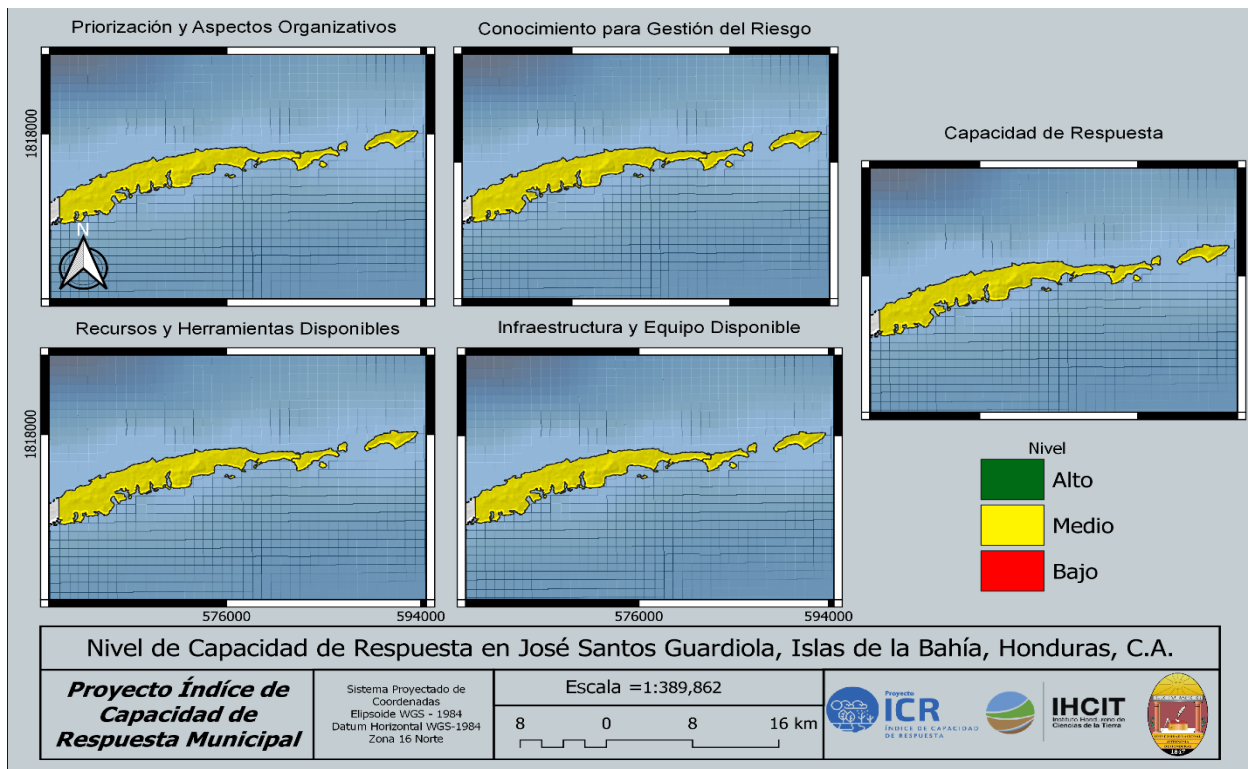 Priorización y Aspectos Organizativos
Conocimiento para Gestión del Riesgo
1818000
N
Capacidad de Respuesta
Recursos y Herramientas Disponibles
Infraestructura y Equipo Disponible
1818000
576000
594000
576000
594000
Nivel
Alto
Medio
Bajo
Nivel de Capacidad de Respuesta en José Santos Guardiola, Islas de la Bahía, Honduras, C.A.
Proyecto Índíce de
Capacidad de
Respuesta Municipal
Sistema Proyectado de
Coordenadas
Elipsoide WGS - 1984
Datum Horizontal WGS-1984
Zona 16 Norte
Escala =1:389,862
8 0 8 16 km
Proyecto
ICR
ÍNDICE DE CAPACIDAD
DE RESPUESTA
IHCIT
Instituto Hondureño de
Ciencias de la Tierra
1847